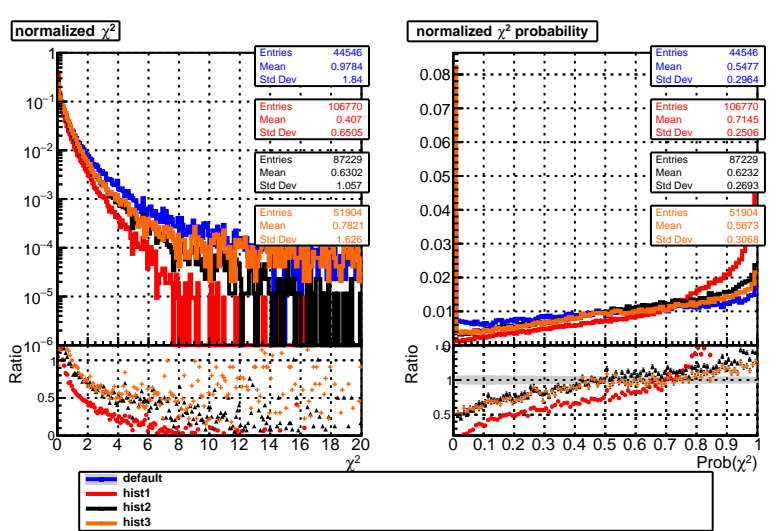 normalized χ²
Entries 44546
Mean 0.9784
Std Dev 1.84
Entries 106770
Mean 0.407
Std Dev 0.6505
Entries 87229
Mean 0.6302
Std Dev 1.057
Entries 51904
Mean 0.7821
Std Dev 1.626
1
10⁻¹
10⁻²
10⁻³
10⁻⁴
10⁻⁵
10⁻⁶
Ratio
1
0.5
0
0 2 4 6 8 10 12 14 16 18 20
χ²
normalized χ² probability
Entries 44546
Mean 0.5477
Std Dev 0.2964
Entries 106770
Mean 0.7145
Std Dev 0.2506
Entries 87229
Mean 0.6232
Std Dev 0.2693
Entries 51904
Mean 0.5673
Std Dev 0.3068
0.08
0.07
0.06
0.05
0.04
0.03
0.02
0.01
0
Ratio
1
0.5
0 0.1 0.2 0.3 0.4 0.5 0.6 0.7 0.8 0.9 1
Prob(χ²)
default
hist1
hist2
hist3